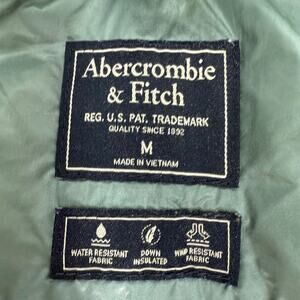 Abercrombie
& Fitch
REG. U.S. PAT. TRADEMARK
QUALITY SINCE 1892
M
MADE IN VIETNAM
WATER RESISTANT
FABRIC
DOWN
INSULATED
WIND RESISTANT
FABRIC